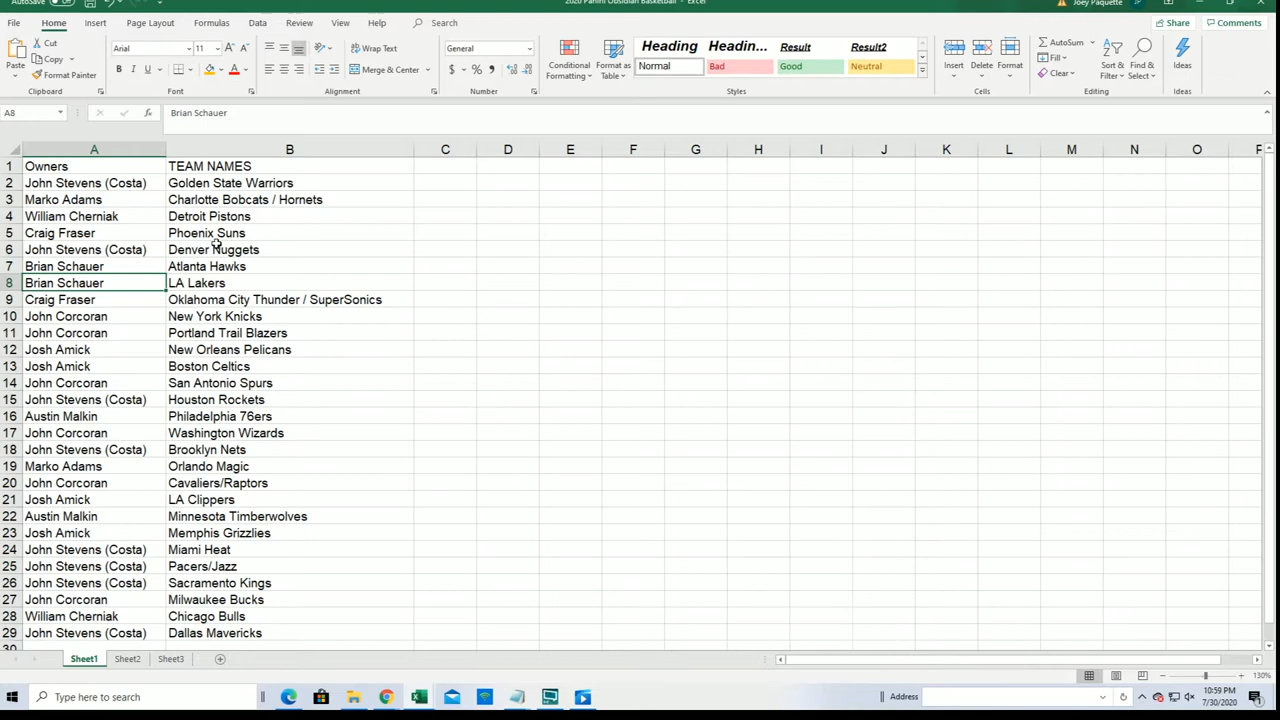 AutoSave Off 2020 Panini Obsidian Basketball - Excel Joey Paquette JP
File Home Insert Page Layout Formulas Data Review View Help Search Share Comments
Paste Cut Copy Format Painter Clipboard
Arial 11 A A B I U A Font
ab Wrap Text Merge & Center Alignment
General $ % , Number
Conditional Formatting Format as Table
Heading Headin... Result Result2
Normal Bad Good Neutral
Styles
Insert Delete Format Cells
AutoSum Fill Clear Sort & Filter Find & Select Editing
Ideas Ideas
A8 fx Brian Schauer
A B C D E F G H I J K L M N O P
1 Owners TEAM NAMES
2 John Stevens (Costa) Golden State Warriors
3 Marko Adams Charlotte Bobcats / Hornets
4 William Cherniak Detroit Pistons
5 Craig Fraser Phoenix Suns
6 John Stevens (Costa) Denver Nuggets
7 Brian Schauer Atlanta Hawks
8 Brian Schauer LA Lakers
9 Craig Fraser Oklahoma City Thunder / SuperSonics
10 John Corcoran New York Knicks
11 John Corcoran Portland Trail Blazers
12 Josh Amick New Orleans Pelicans
13 Josh Amick Boston Celtics
14 John Corcoran San Antonio Spurs
15 John Stevens (Costa) Houston Rockets
16 Austin Malkin Philadelphia 76ers
17 John Corcoran Washington Wizards
18 John Stevens (Costa) Brooklyn Nets
19 Marko Adams Orlando Magic
20 John Corcoran Cavaliers/Raptors
21 Josh Amick LA Clippers
22 Austin Malkin Minnesota Timberwolves
23 Josh Amick Memphis Grizzlies
24 John Stevens (Costa) Miami Heat
25 John Stevens (Costa) Pacers/Jazz
26 John Stevens (Costa) Sacramento Kings
27 John Corcoran Milwaukee Bucks
28 William Cherniak Chicago Bulls
29 John Stevens (Costa) Dallas Mavericks
30
Sheet1 Sheet2 Sheet3
130%
Type here to search Address 10:59 PM
7/30/2020